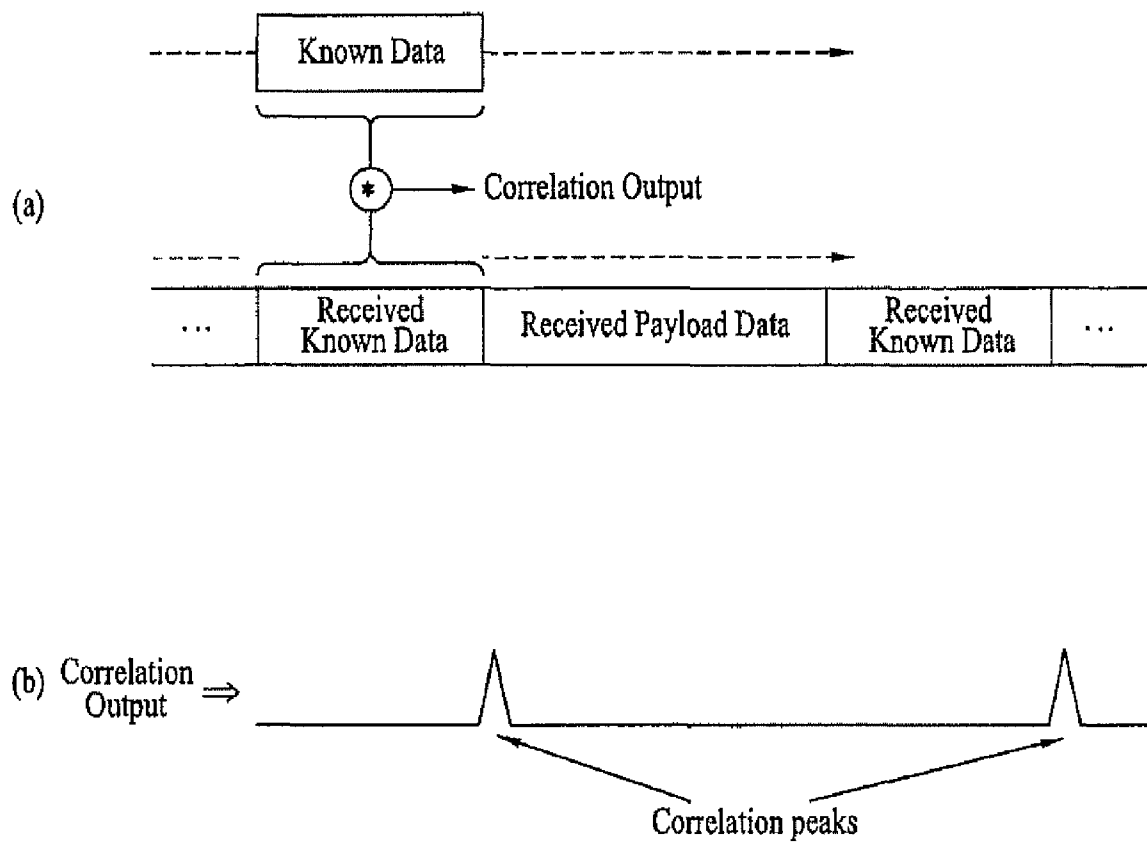 Known Data
(a)
* Correlation Output
... Received
Known Data
Received Payload Data
Received
Known Data ...
(b) Correlation
Output ⇒
Correlation peaks